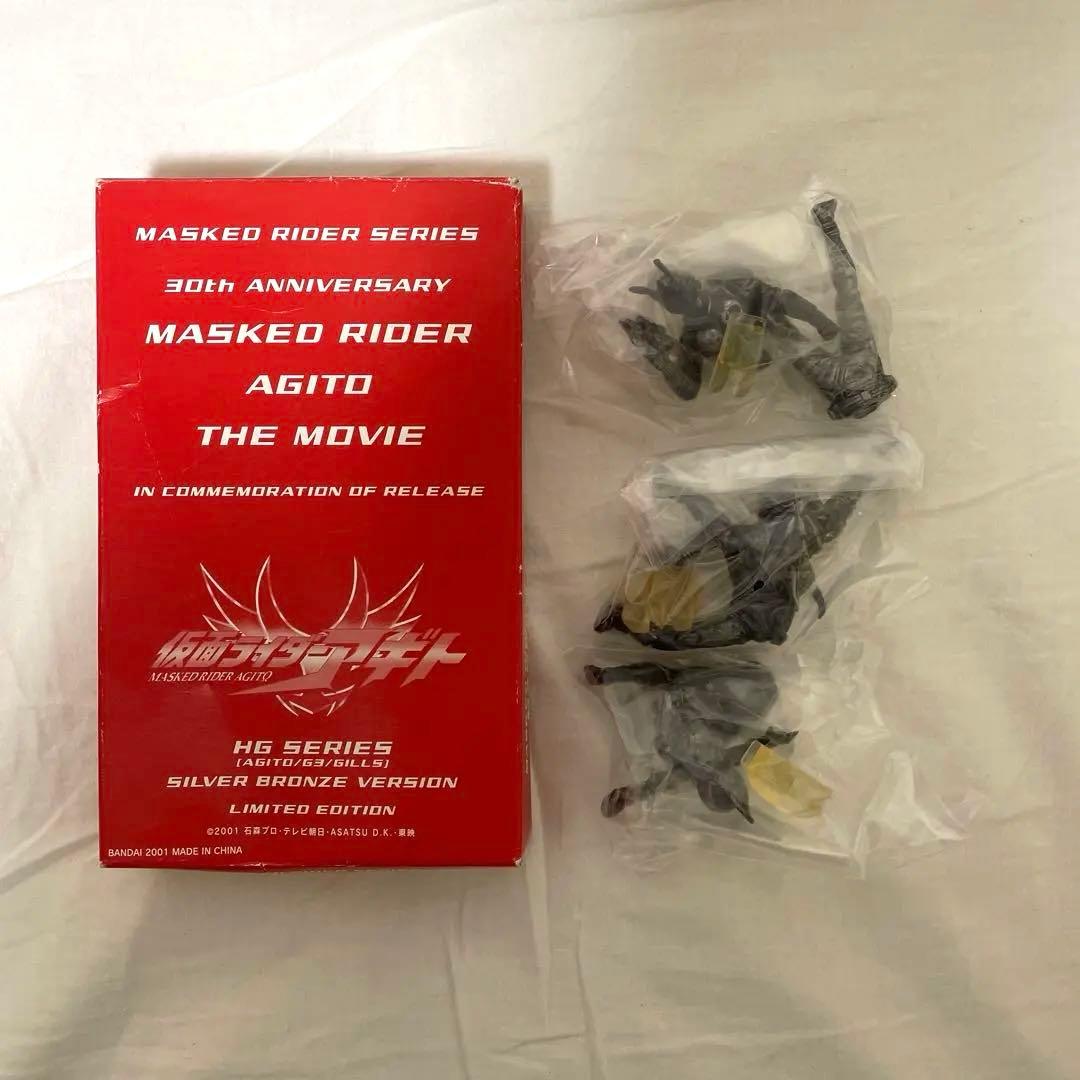 MASKED RIDER SERIES
30th ANNIVERSARY
MASKED RIDER
AGITO
THE MOVIE
IN COMMEMORATION OF RELEASE
仮面ライダーアギト
MASKED RIDER AGITO
HG SERIES
[AGITO/G3/GILLS]
SILVER BRONZE VERSION
LIMITED EDITION
©2001 石森プロ・テレビ朝日・ASATSU D.K.・東映
BANDAI 2001 MADE IN CHINA